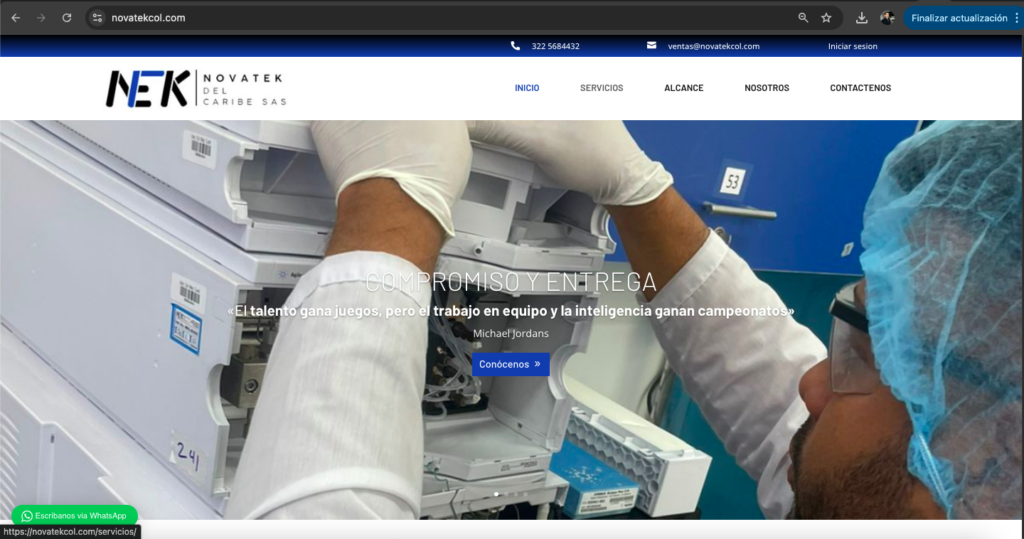 novatekcol.com
Finalizar actualización
322 5684432
ventas@novatekcol.com
Iniciar sesion
NEK
NOVATEK
DEL
CARIBE SAS
INICIO
SERVICIOS
ALCANCE
NOSOTROS
CONTACTENOS
53
COMPROMISO Y ENTREGA
«El talento gana juegos, pero el trabajo en equipo y la inteligencia ganan campeonatos»
Michael Jordans
Conócenos »
241
Escribanos via WhatsApp
https://novatekcol.com/servicios/